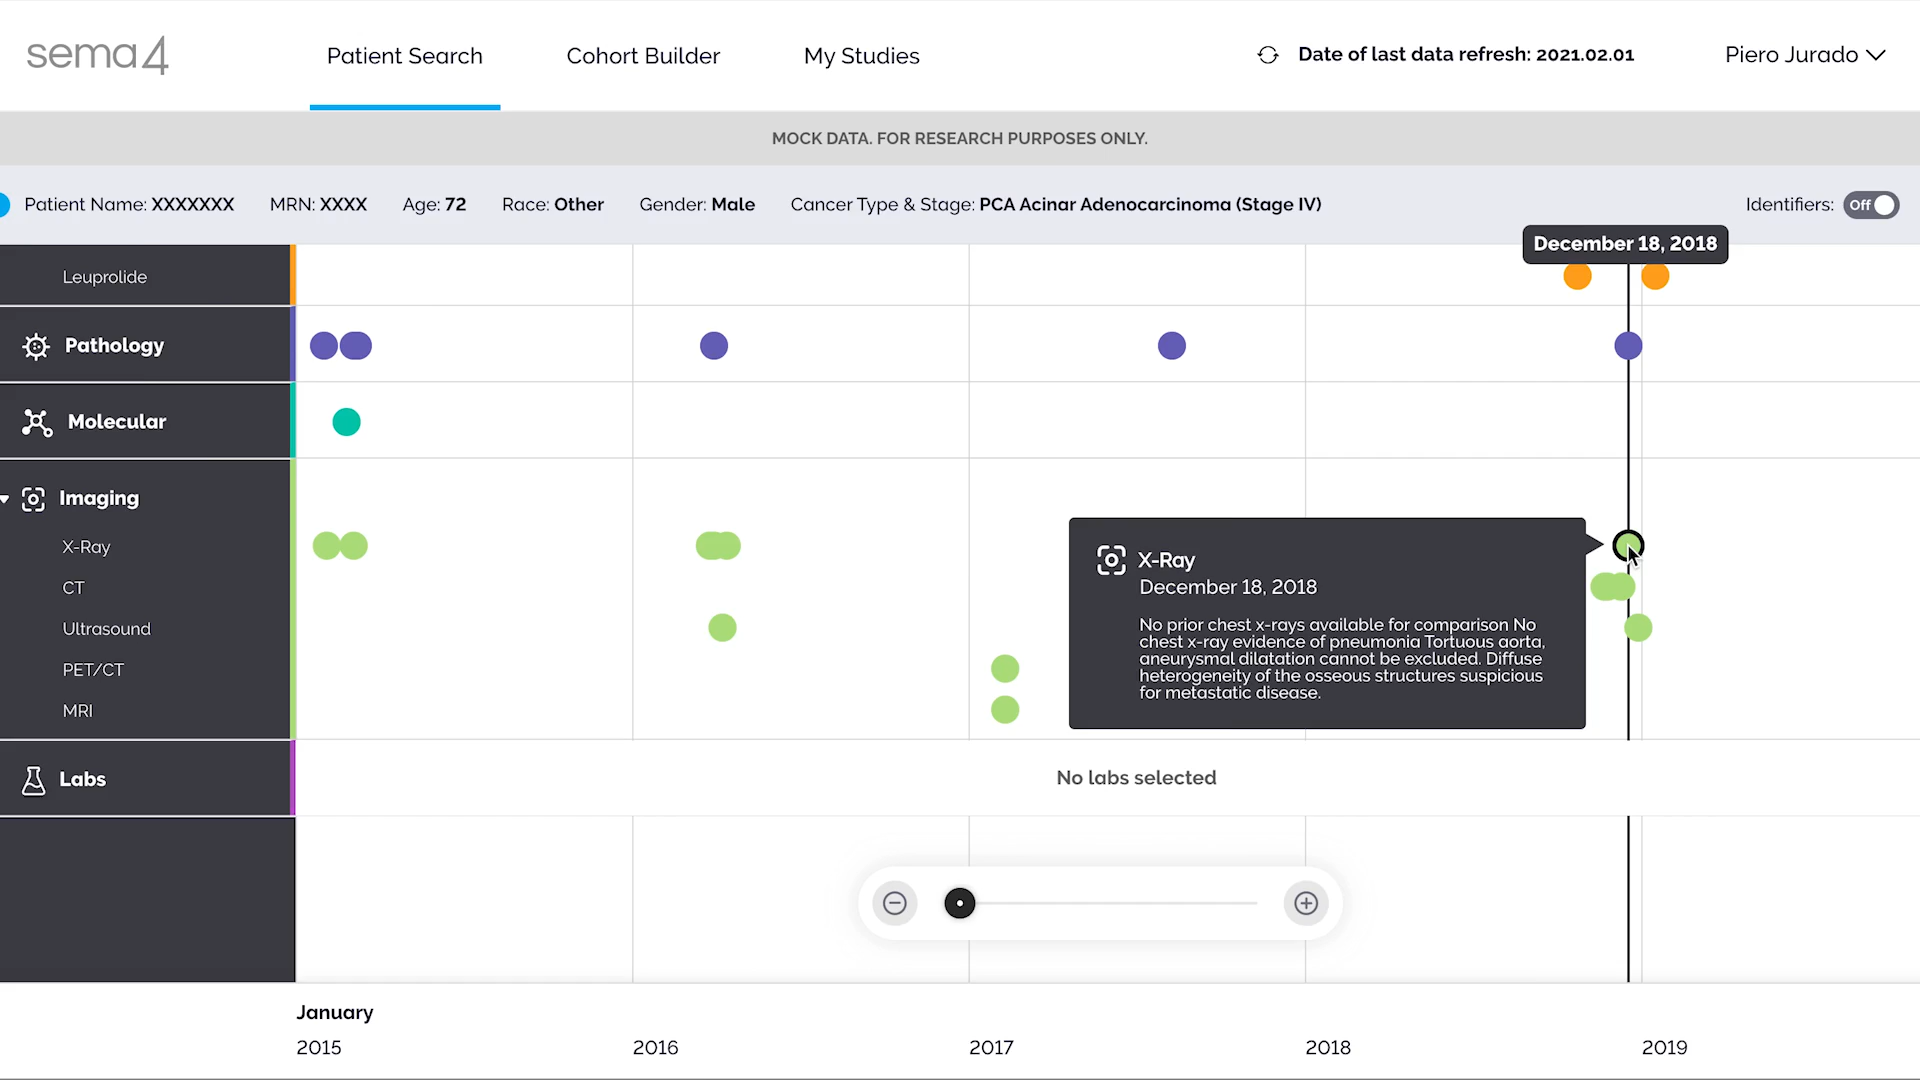 sema4
Patient Search
Cohort Builder
My Studies
Date of last data refresh: 2021.02.01
Piero Jurado
MOCK DATA. FOR RESEARCH PURPOSES ONLY.
Patient Name: XXXXXXX
MRN: XXXX
Age: 72
Race: Other
Gender: Male
Cancer Type & Stage: PCA Acinar Adenocarcinoma (Stage IV)
Identifiers:
Off
December 18, 2018
Leuprolide
Pathology
Molecular
Imaging
X-Ray
CT
Ultrasound
PET/CT
MRI
X-Ray
December 18, 2018
No prior chest x-rays available for comparison No
chest x-ray evidence of pneumonia Tortuous aorta,
aneurysmal dilatation cannot be excluded. Diffuse
heterogeneity of the osseous structures suspicious
for metastatic disease.
Labs
No labs selected
January
2015
2016
2017
2018
2019